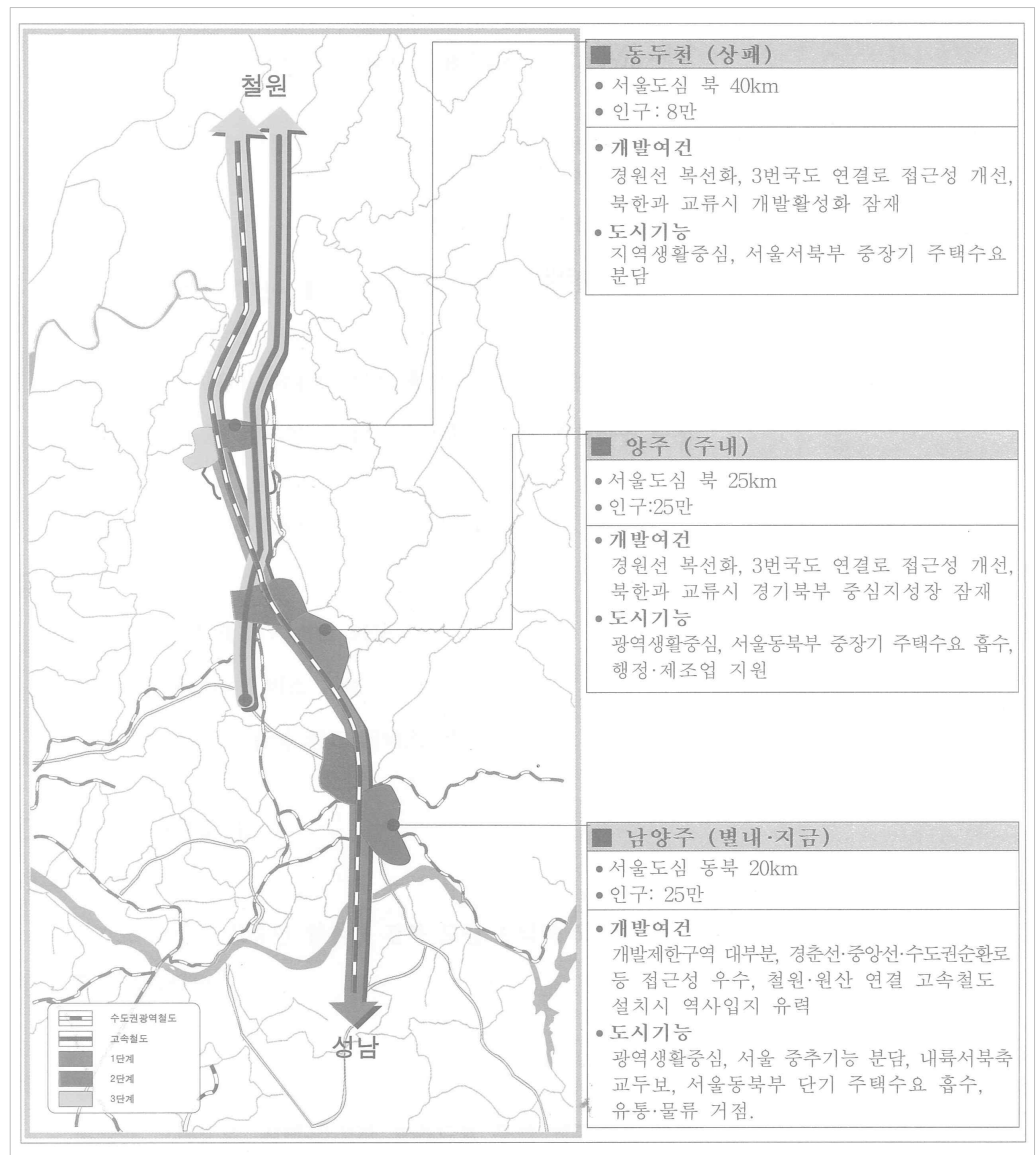 철원
성남
수도권광역철도
고속철도
1단계
2단계
3단계
■ 동두천 (상패)
• 서울도심 북 40km
• 인구: 8만
• 개발여건
경원선 복선화, 3번국도 연결로 접근성 개선,
북한과 교류시 개발활성화 잠재
• 도시기능
지역생활중심, 서울서북부 중장기 주택수요
분담
■ 양주 (주내)
• 서울도심 북 25km
• 인구:25만
• 개발여건
경원선 복선화, 3번국도 연결로 접근성 개선,
북한과 교류시 경기북부 중심지성장 잠재
• 도시기능
광역생활중심, 서울동북부 중장기 주택수요 흡수,
행정·제조업 지원
■ 남양주 (별내·지금)
• 서울도심 동북 20km
• 인구: 25만
• 개발여건
개발제한구역 대부분, 경춘선·중앙선·수도권순환로
등 접근성 우수, 철원·원산 연결 고속철도
설치시 역사입지 유력
• 도시기능
광역생활중심, 서울 중추기능 분담, 내륙서북축
교두보, 서울동북부 단기 주택수요 흡수,
유통·물류 거점.